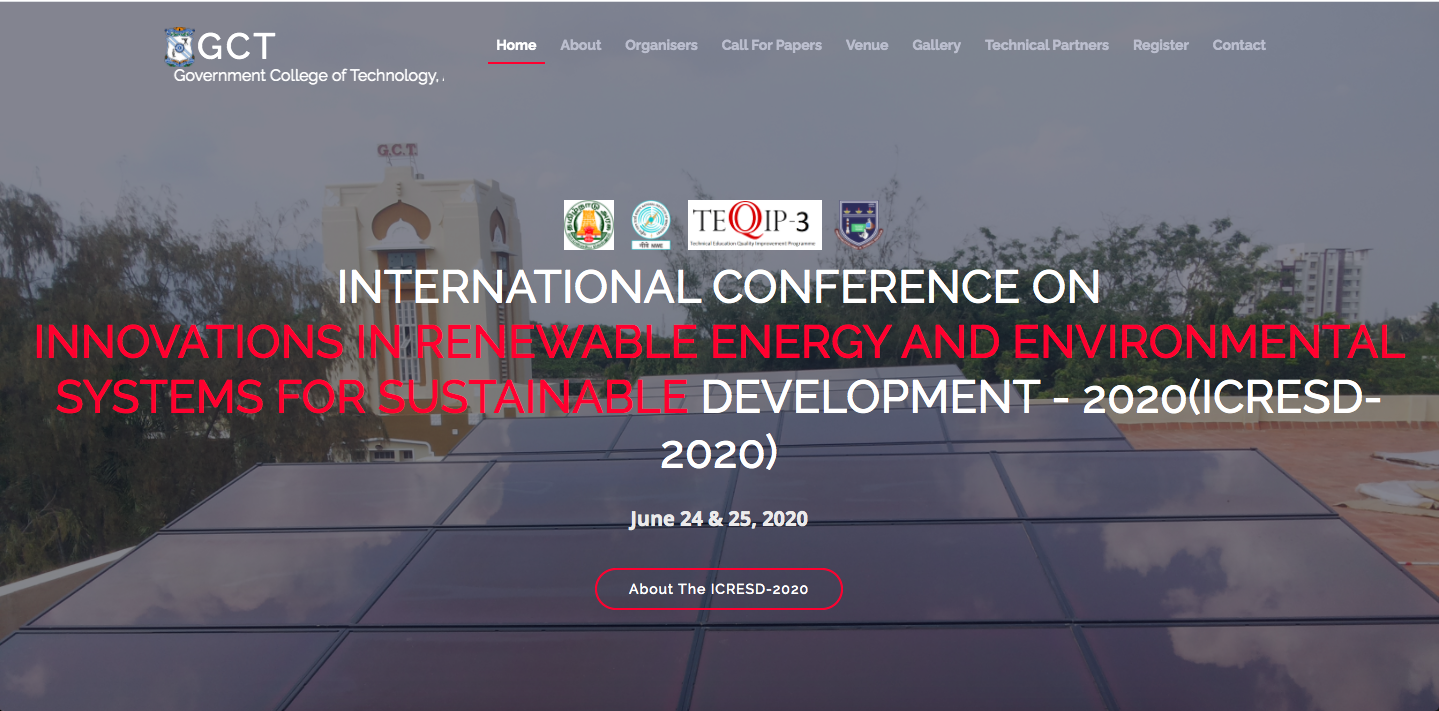 GCT
Government College of Technology,
Home About Organisers Call For Papers Venue Gallery Technical Partners Register Contact
G.C.T.
தமிழ்நாடு அரசு
TEQIP-3
Technical Education Quality Improvement Programme
INTERNATIONAL CONFERENCE ON
INNOVATIONS IN RENEWABLE ENERGY AND ENVIRONMENTAL
SYSTEMS FOR SUSTAINABLE DEVELOPMENT - 2020(ICRESD-
2020)
June 24 & 25, 2020
About The ICRESD-2020